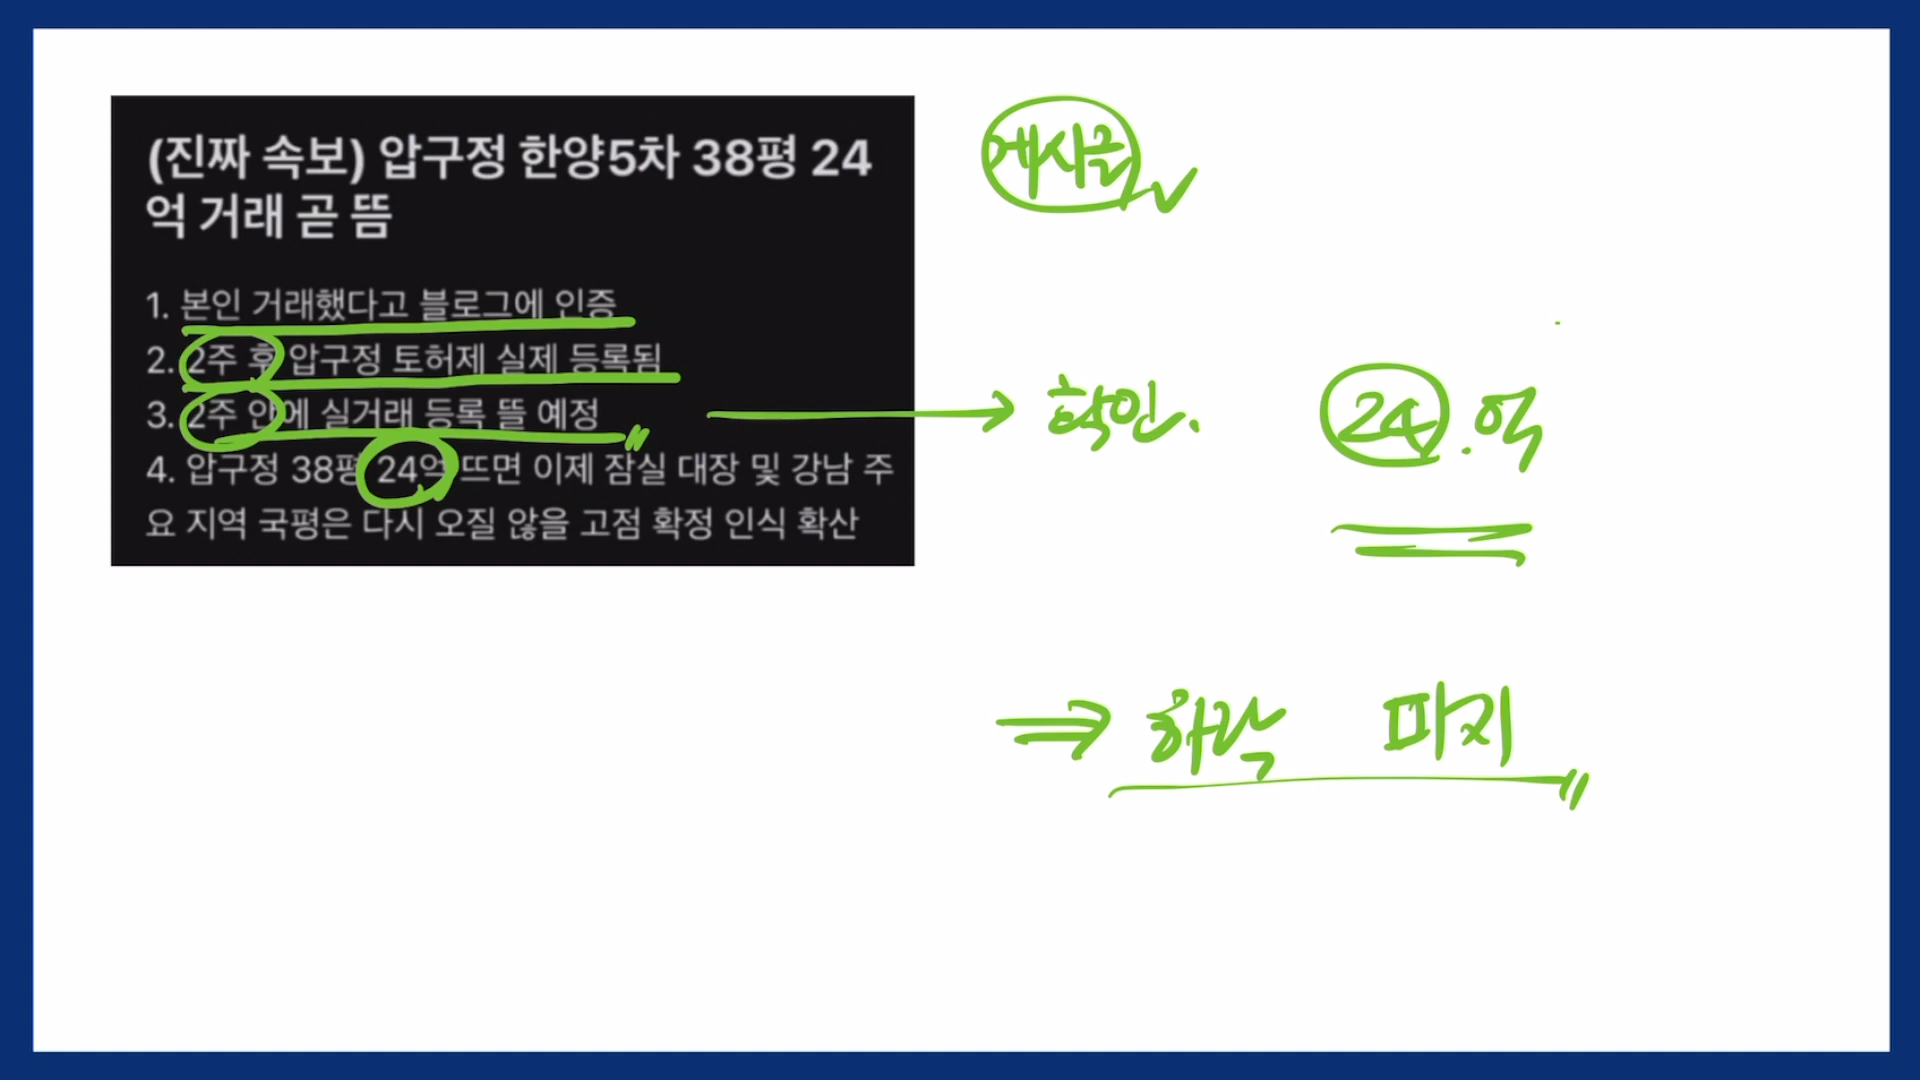 (진짜 속보) 압구정 한양5차 38평 24
억 거래 곧 뜸
1. 본인 거래했다고 블로그에 인증
2. 2주 후 압구정 토허제 실제 등록됨
3. 2주 안에 실거래 등록 뜰 예정
4. 압구정 38평 24억 뜨면 이제 잠실 대장 및 강남 주
요 지역 국평은 다시 오질 않을 고점 확정 인식 확산
게시글
확인. 24.억
⇒ 하락 파지